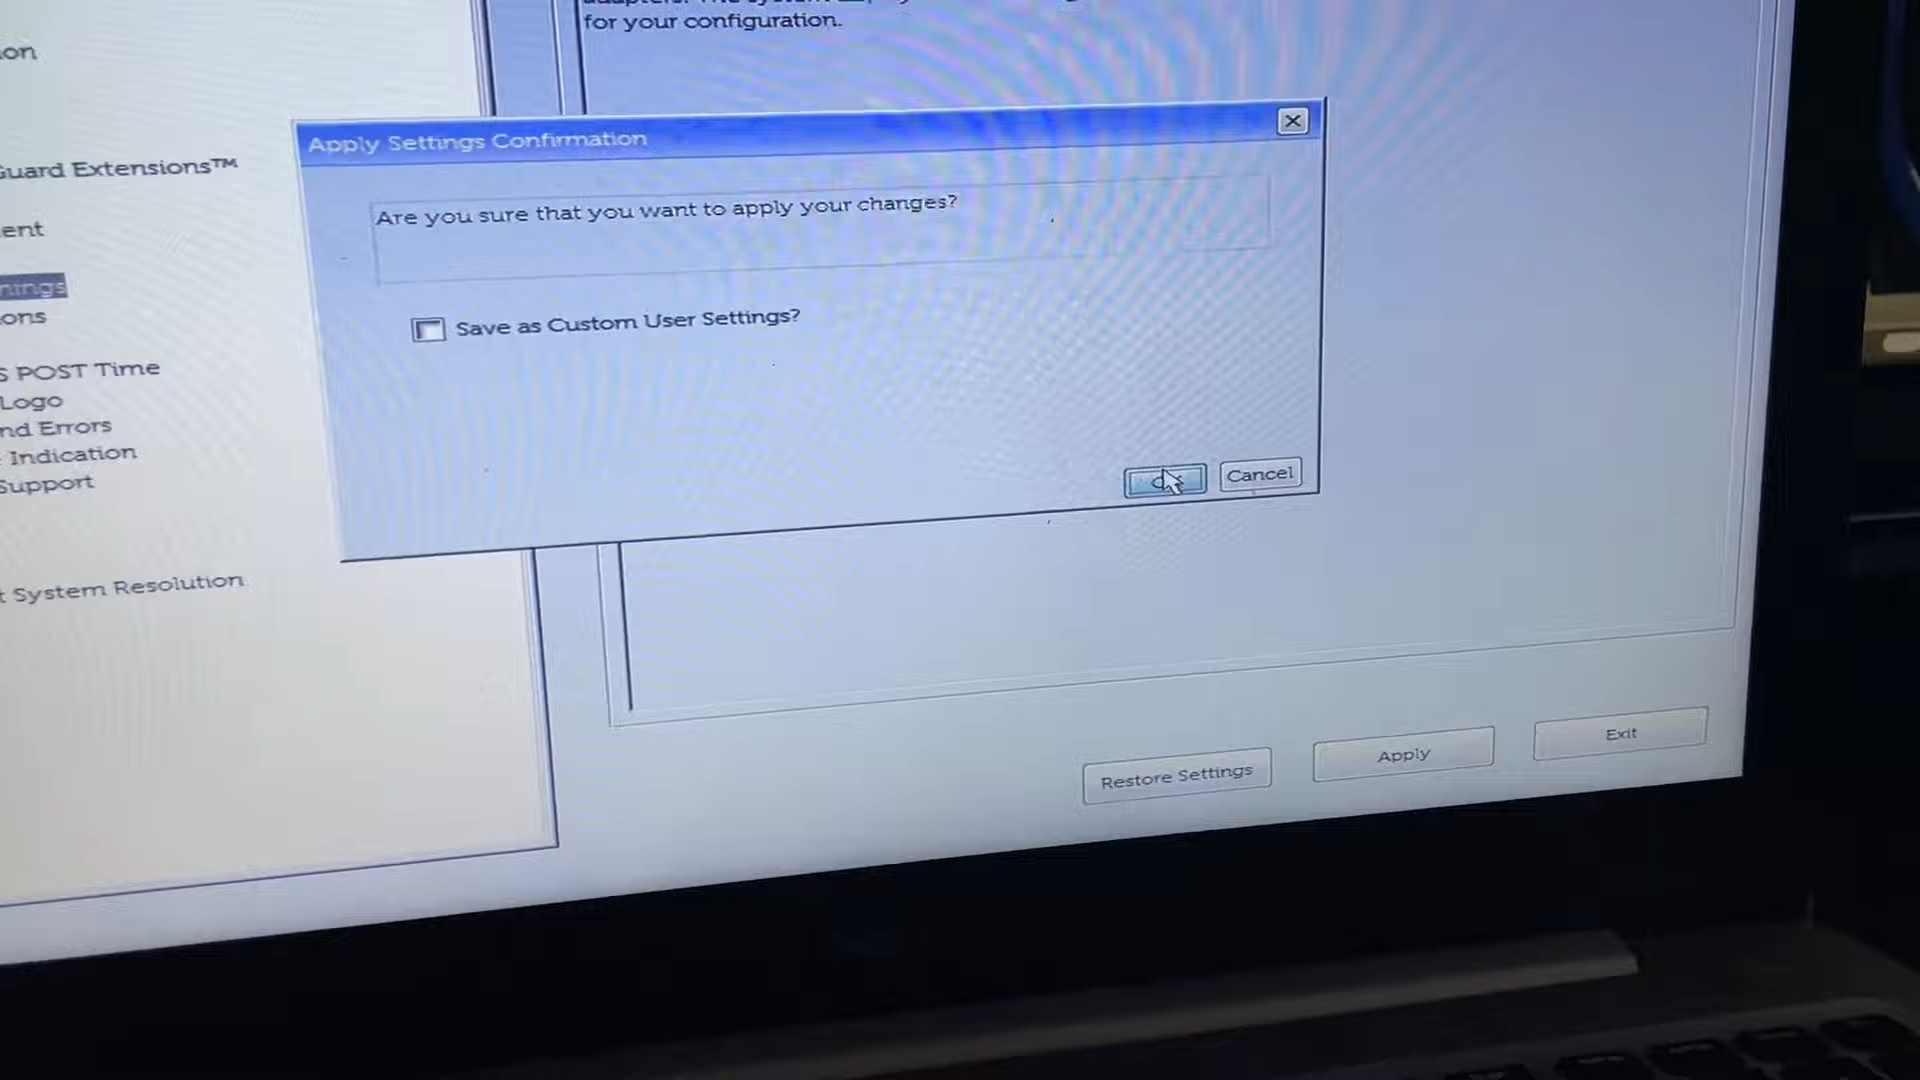 for your configuration.
on
Guard Extensions™
ent
nings
ons
S POST Time
Logo
nd Errors
Indication
Support
t System Resolution
Apply Settings Confirmation
Are you sure that you want to apply your changes?
Save as Custom User Settings?
Cancel
Restore Settings
Apply
Exit